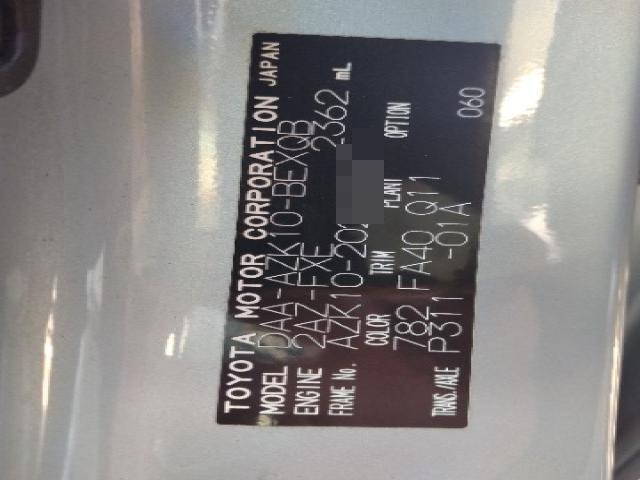 TOYOTA MOTOR CORPORATION JAPAN
MODEL DAA-AZK10-BEXQB
ENGINE 2AZ-FXE 2362 mL
FRAME No. AZK10-202
COLOR TRIM PLANT OPTION
782 FA40 Q11
TRANS./AXLE P311 -01A
060